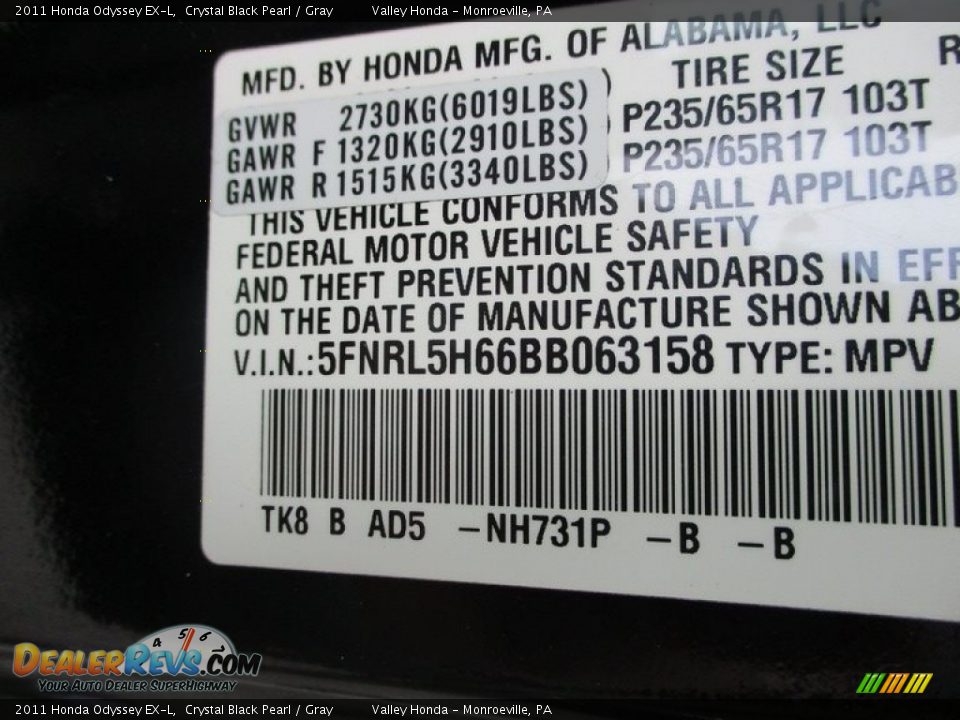 2011 Honda Odyssey EX-L, Crystal Black Pearl / Gray Valley Honda - Monroeville, PA
MFD. BY HONDA MFG. OF ALABAMA, LLC
TIRE SIZE R
GVWR 2730KG(6019LBS)
GAWR F 1320KG(2910LBS) P235/65R17 103T
GAWR R 1515KG(3340LBS) P235/65R17 103T
THIS VEHICLE CONFORMS TO ALL APPLICAB
FEDERAL MOTOR VEHICLE SAFETY
AND THEFT PREVENTION STANDARDS IN EFF
ON THE DATE OF MANUFACTURE SHOWN AB
V.I.N.:5FNRL5H66BB063158 TYPE: MPV
TK8 B AD5 -NH731P -B -B
4 5 6
DEALERREVS.COM
YOUR AUTO DEALER SUPERHIGHWAY
2011 Honda Odyssey EX-L, Crystal Black Pearl / Gray Valley Honda - Monroeville, PA